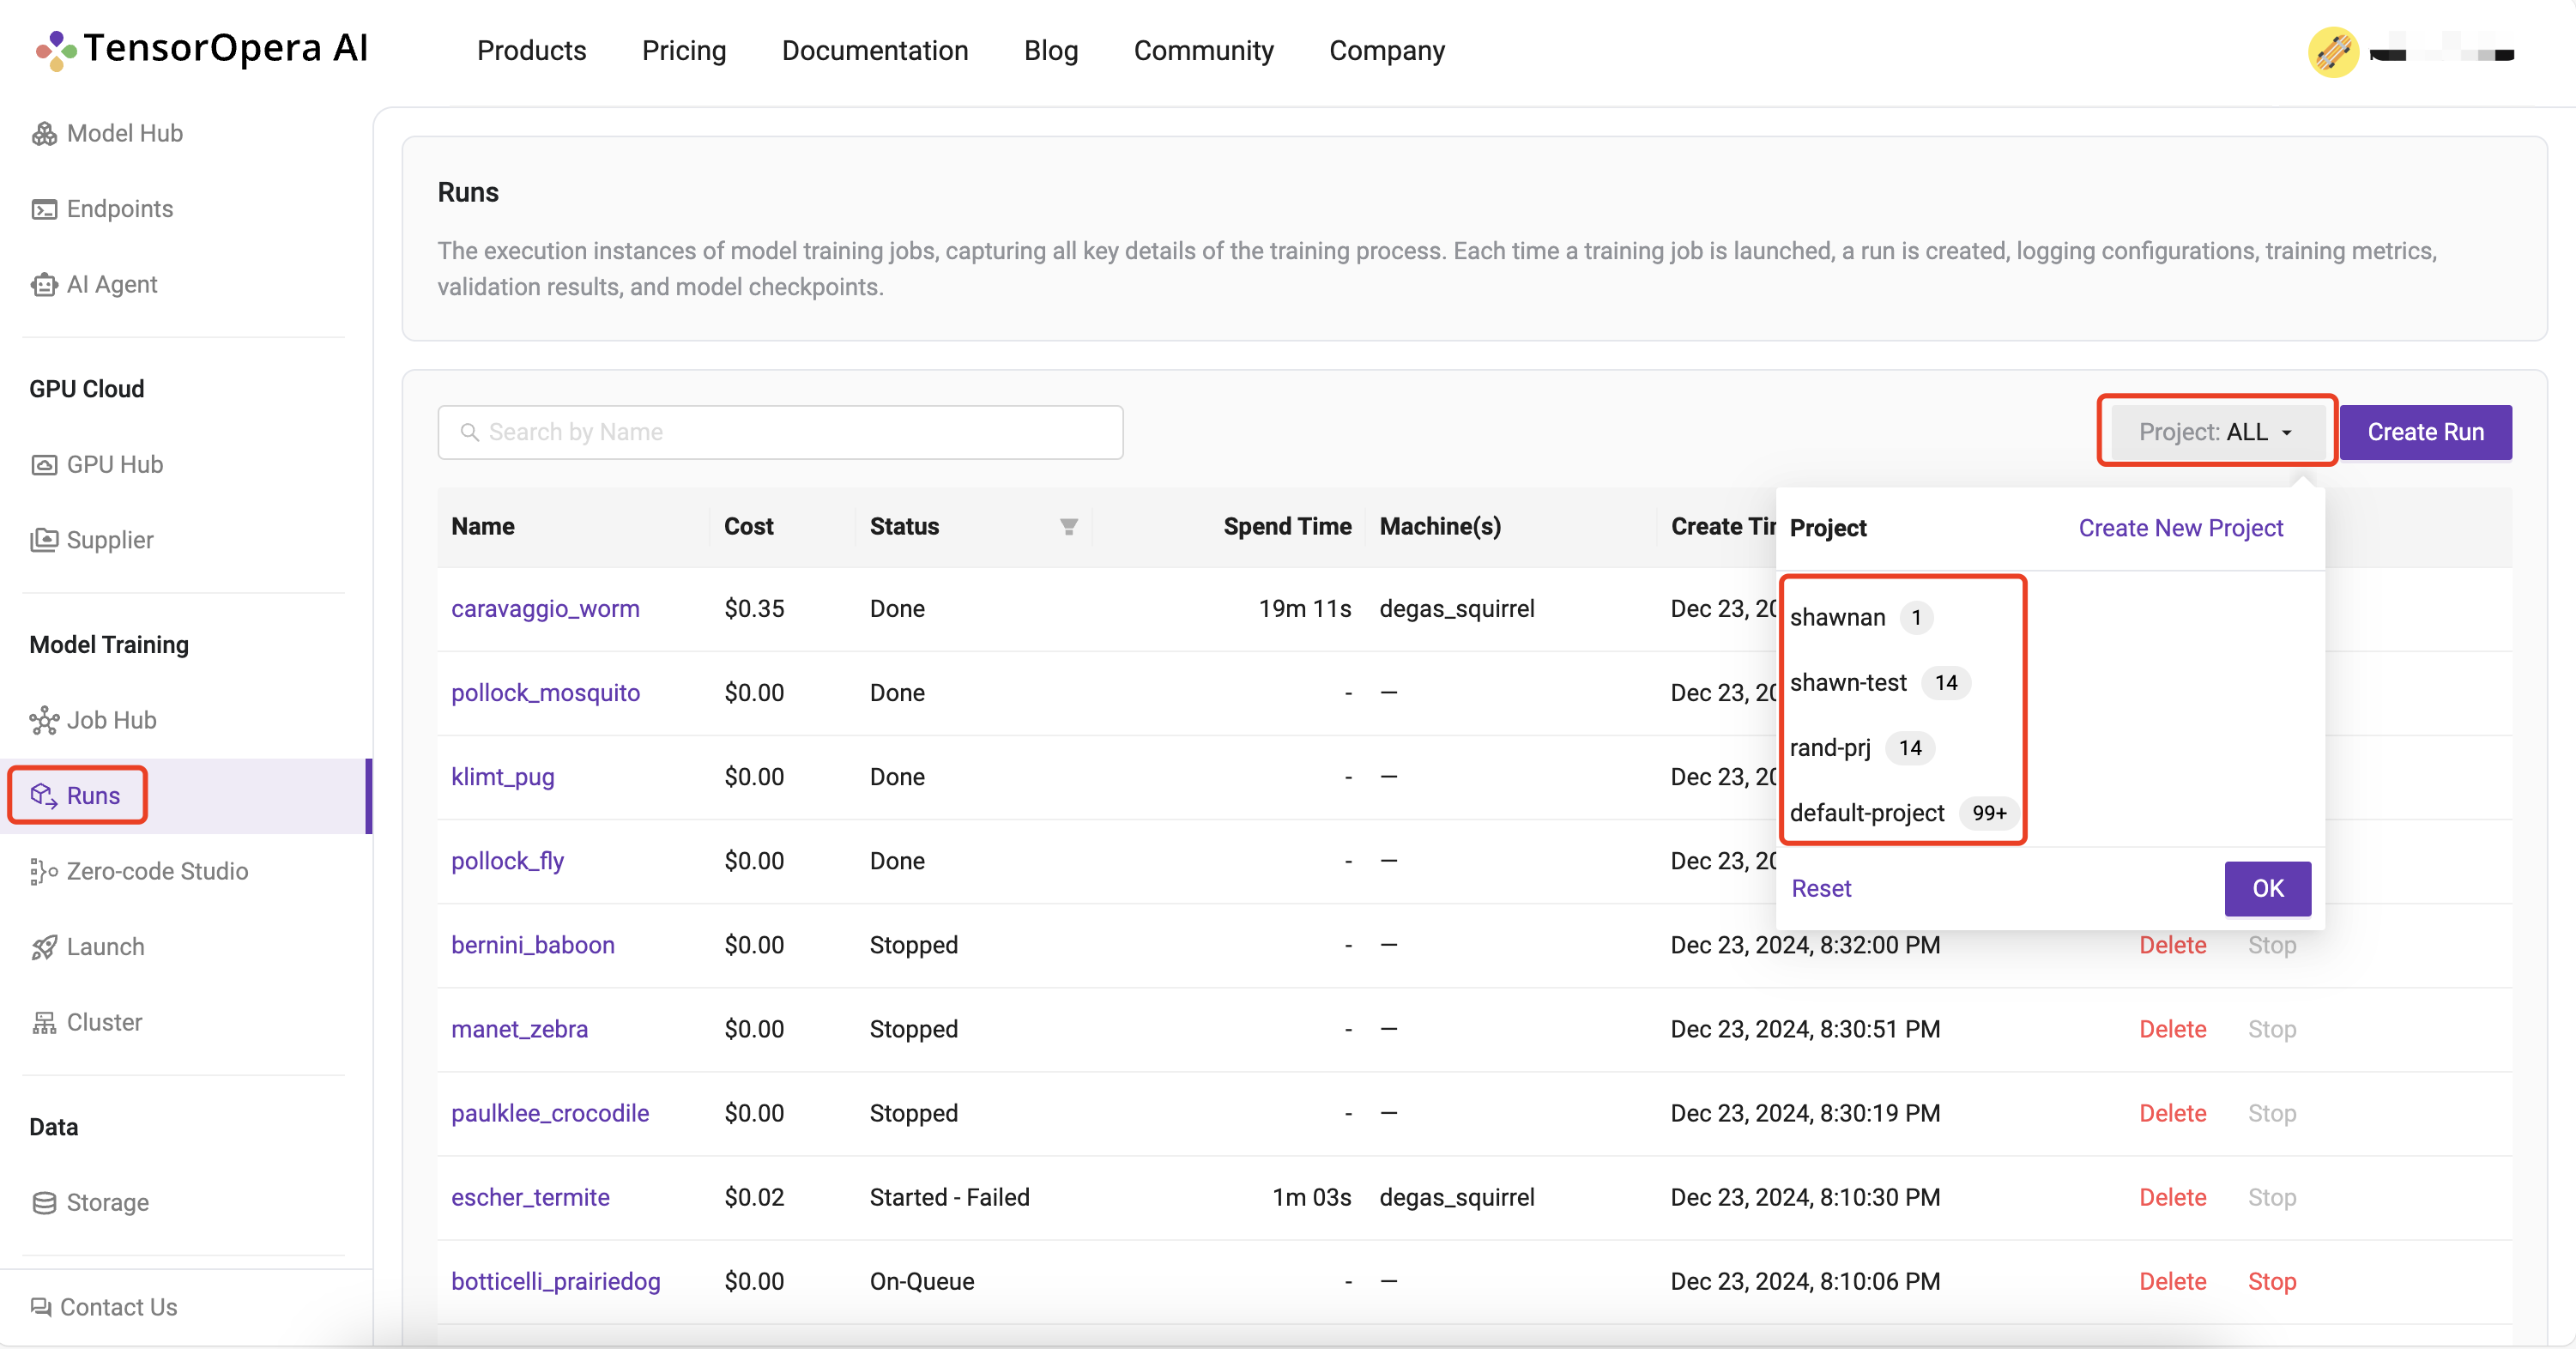 TensorOpera AI
Products Pricing Documentation Blog Community Company
Model Hub
Endpoints
AI Agent
GPU Cloud
GPU Hub
Supplier
Model Training
Job Hub
Runs
Zero-code Studio
Launch
Cluster
Data
Storage
Contact Us
Runs
The execution instances of model training jobs, capturing all key details of the training process. Each time a training job is launched, a run is created, logging configurations, training metrics,
validation results, and model checkpoints.
Search by Name
Project: ALL
Create Run
Name Cost Status Spend Time Machine(s) Create Tir
caravaggio_worm $0.35 Done 19m 11s degas_squirrel Dec 23, 20
pollock_mosquito $0.00 Done - — Dec 23, 20
klimt_pug $0.00 Done - — Dec 23, 20
pollock_fly $0.00 Done - — Dec 23, 20
bernini_baboon $0.00 Stopped - — Dec 23, 2024, 8:32:00 PM Delete Stop
manet_zebra $0.00 Stopped - — Dec 23, 2024, 8:30:51 PM Delete Stop
paulklee_crocodile $0.00 Stopped - — Dec 23, 2024, 8:30:19 PM Delete Stop
escher_termite $0.02 Started - Failed 1m 03s degas_squirrel Dec 23, 2024, 8:10:30 PM Delete Stop
botticelli_prairiedog $0.00 On-Queue - — Dec 23, 2024, 8:10:06 PM Delete Stop
Project Create New Project
shawnan 1
shawn-test 14
rand-prj 14
default-project 99+
Reset OK